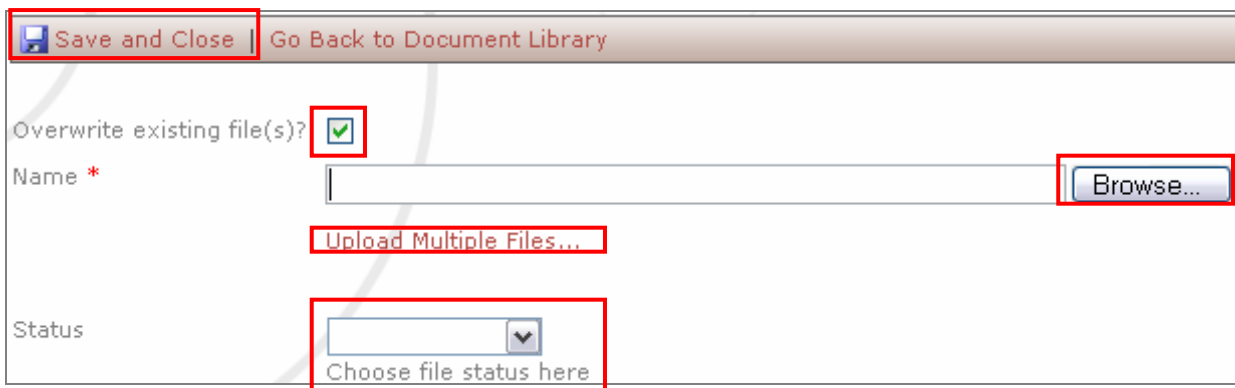 Save and Close | Go Back to Document Library
Overwrite existing file(s)?
Name *
Browse...
Upload Multiple Files...
Status
Choose file status here